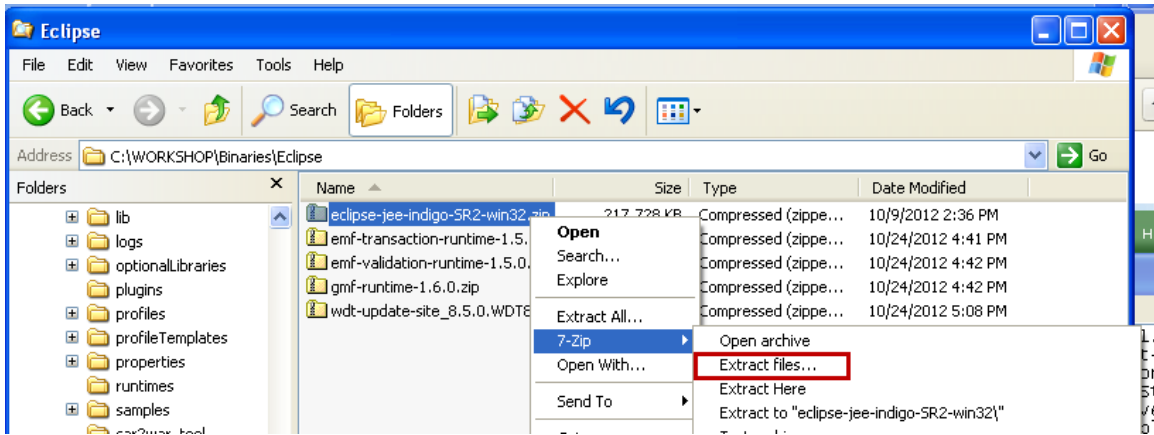 Eclipse
File Edit View Favorites Tools Help
Back Search Folders
Address C:\WORKSHOP\Binaries\Eclipse Go
Folders x Name Size Type Date Modified
lib eclipse-jee-indigo-SR2-win32.zip 217,728 KB Compressed (zippe... 10/9/2012 2:36 PM
logs emf-transaction-runtime-1.5. Compressed (zippe... 10/24/2012 4:41 PM
optionalLibraries emf-validation-runtime-1.5.0. Compressed (zippe... 10/24/2012 4:42 PM
plugins gmf-runtime-1.6.0.zip Compressed (zippe... 10/24/2012 4:42 PM
profiles wdt-update-site_8.5.0.WDT8 Compressed (zippe... 10/24/2012 5:08 PM
profileTemplates
properties
runtimes
samples
Open
Search...
Explore
Extract All...
7-Zip
Open With...
Send To
Open archive
Extract files...
Extract Here
Extract to "eclipse-jee-indigo-SR2-win32\"